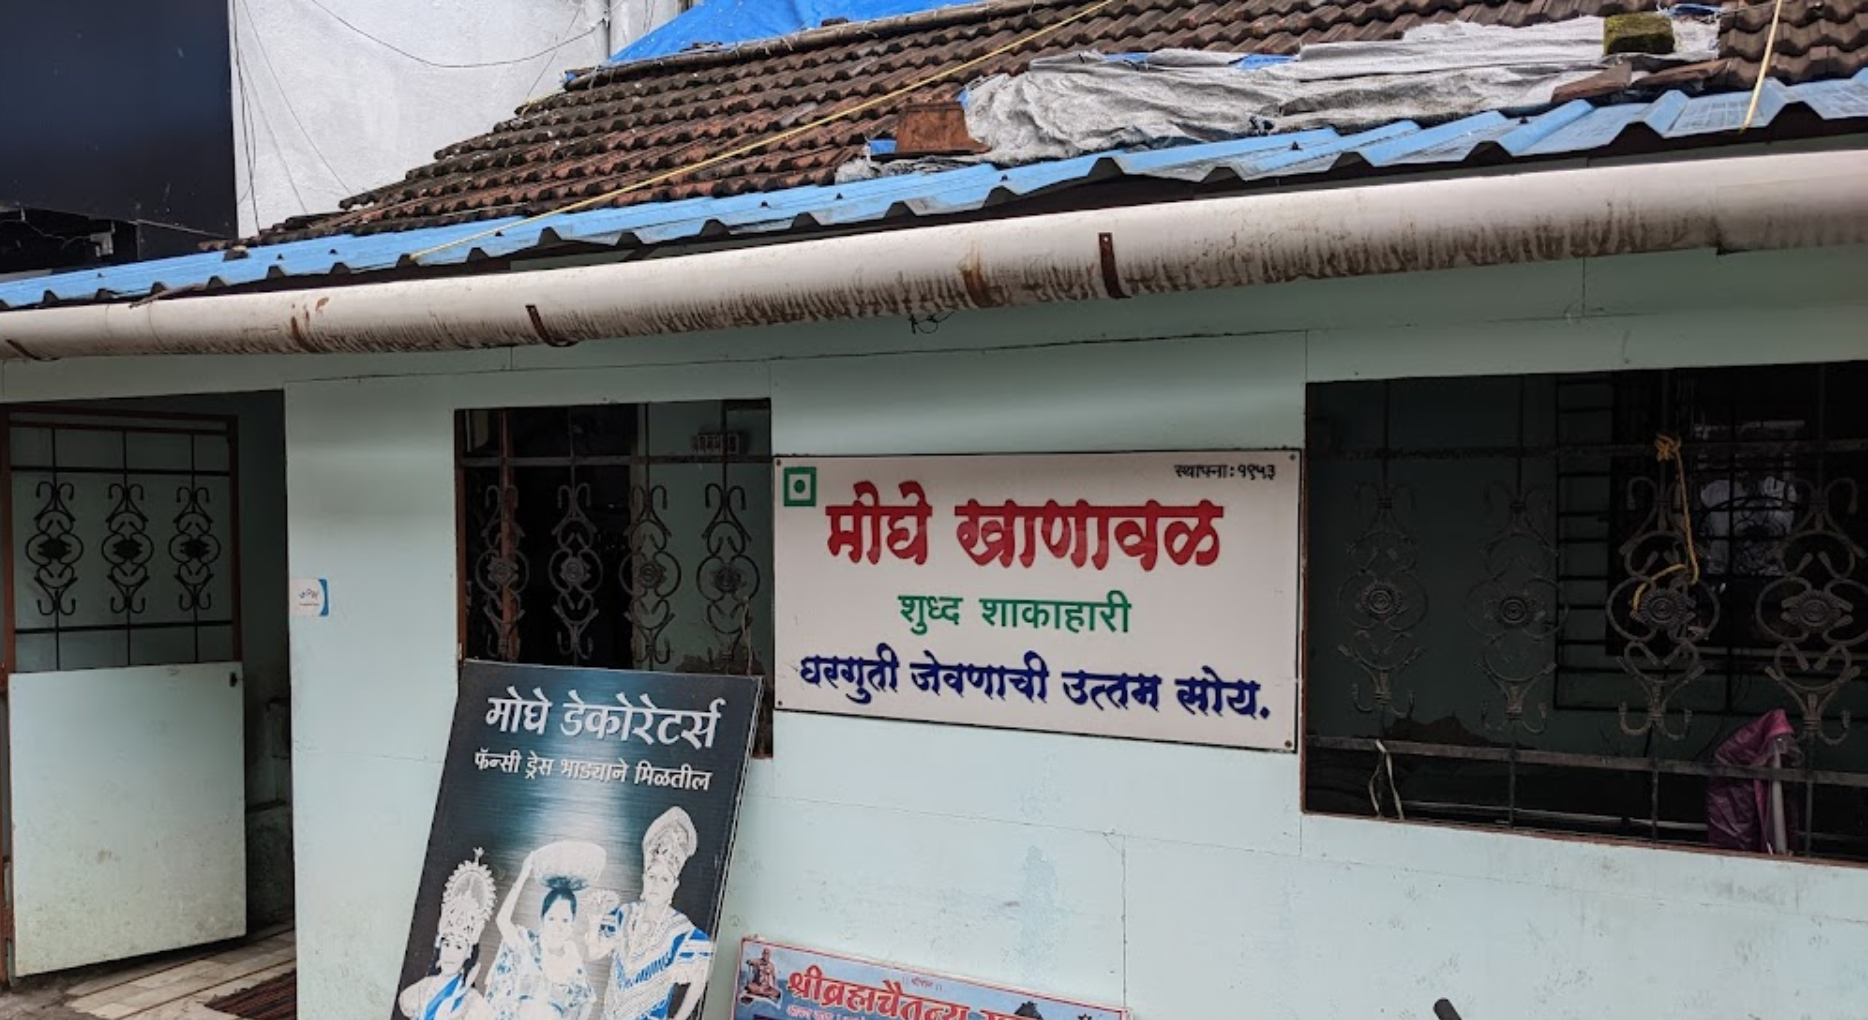 स्थापना: १९५३
मोघे खाणावळ
शुध्द शाकाहारी
घरगुती जेवणाची उत्तम सोय.
मोघे डेकोरेटर्स
फॅन्सी ड्रेस भाड्याने मिळतील
श्रीब्रह्मचैतन्य